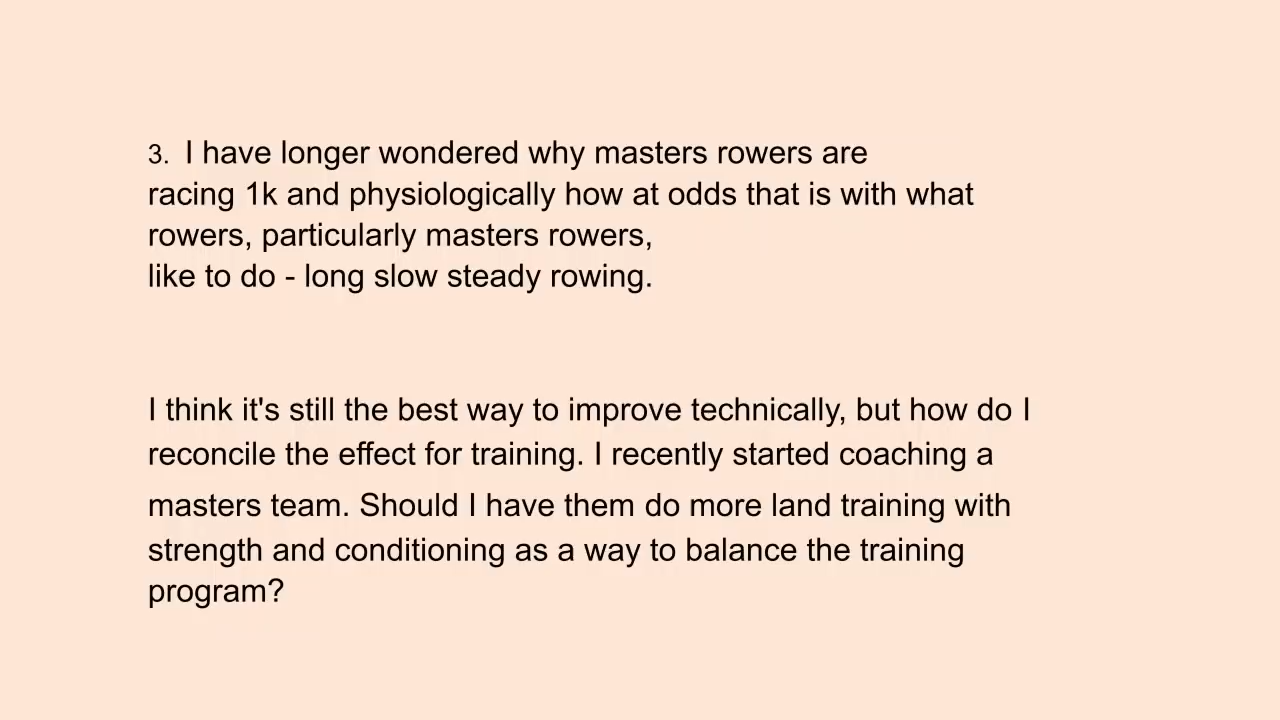 3. I have longer wondered why masters rowers are
racing 1k and physiologically how at odds that is with what
rowers, particularly masters rowers,
like to do - long slow steady rowing.
I think it's still the best way to improve technically, but how do I
reconcile the effect for training. I recently started coaching a
masters team. Should I have them do more land training with
strength and conditioning as a way to balance the training
program?